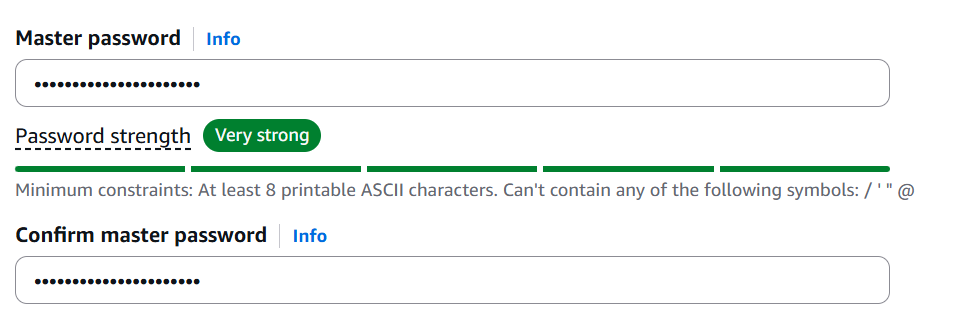 Master password Info
••••••••••••••••••••••
Password strength Very strong
Minimum constraints: At least 8 printable ASCII characters. Can't contain any of the following symbols: / ' " @
Confirm master password Info
••••••••••••••••••••••